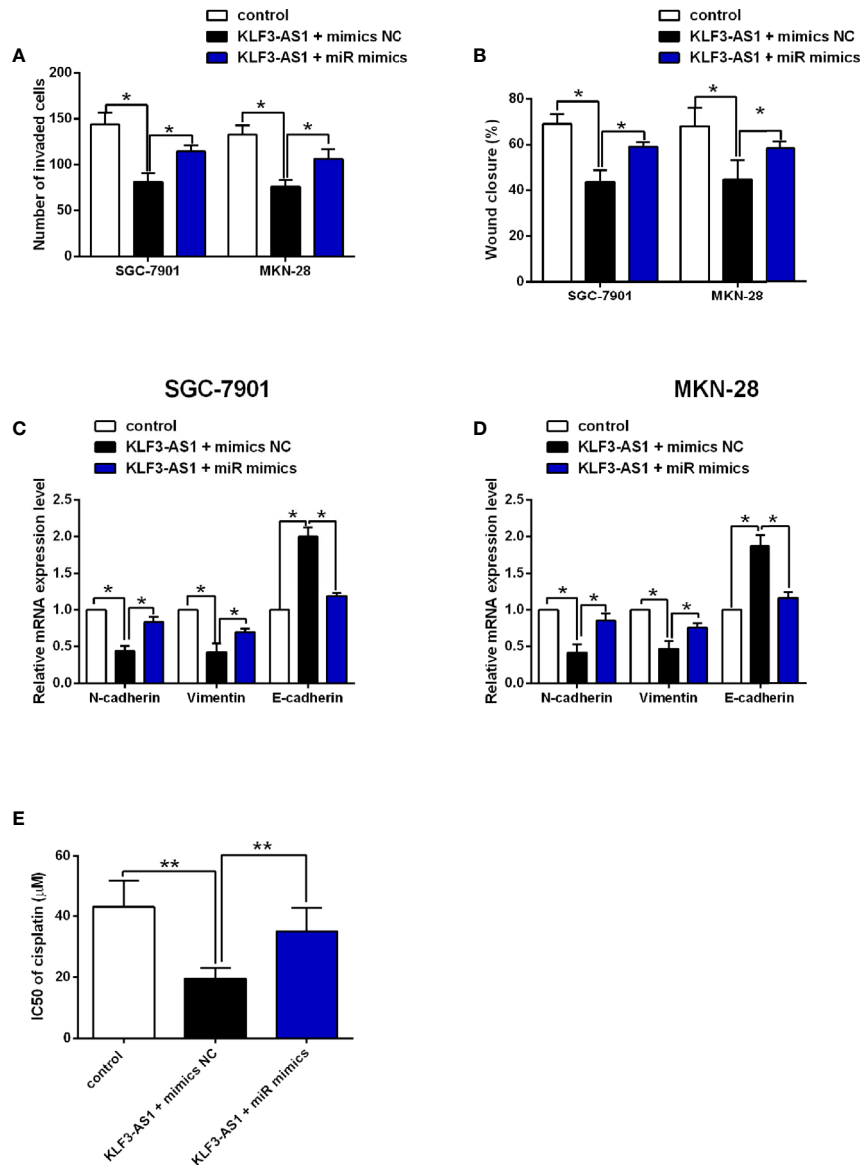 A
control
KLF3-AS1 + mimics NC
KLF3-AS1 + miR mimics
Number of invaded cells
200
150
100
50
0
*
*
*
*
SGC-7901
MKN-28
B
control
KLF3-AS1 + mimics NC
KLF3-AS1 + miR mimics
Wound closure (%)
80
60
40
20
0
*
*
*
*
SGC-7901
MKN-28
SGC-7901
C
control
KLF3-AS1 + mimics NC
KLF3-AS1 + miR mimics
Relative mRNA expression level
2.5
2.0
1.5
1.0
0.5
0.0
*
*
*
*
*
*
N-cadherin
Vimentin
E-cadherin
MKN-28
D
control
KLF3-AS1 + mimics NC
KLF3-AS1 + miR mimics
Relative mRNA expression level
2.5
2.0
1.5
1.0
0.5
0.0
*
*
*
*
*
*
N-cadherin
Vimentin
E-cadherin
E
IC50 of cisplatin (μM)
60
40
20
0
**
**
control
KLF3-AS1 + mimics NC
KLF3-AS1 + miR mimics